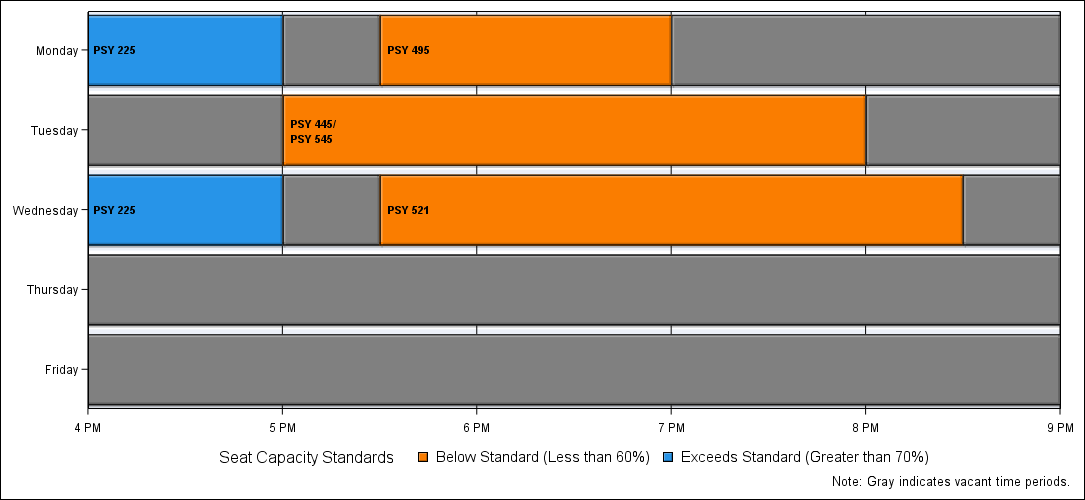 Monday
PSY 225
PSY 495
Tuesday
PSY 445/
PSY 545
Wednesday
PSY 225
PSY 521
Thursday
Friday
4 PM 5 PM 6 PM 7 PM 8 PM 9 PM
Seat Capacity Standards Below Standard (Less than 60%) Exceeds Standard (Greater than 70%)
Note: Gray indicates vacant time periods.